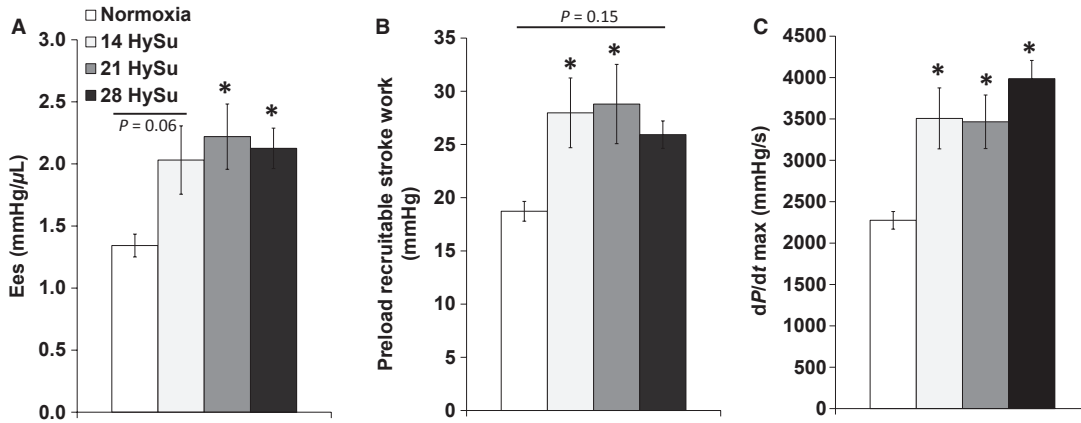 A
Normoxia
14 HySu
21 HySu
28 HySu
P = 0.06
*
*
Ees (mmHg/µL)
3.0
2.5
2.0
1.5
1.0
0.5
0.0
B
P = 0.15
*
*
Preload recruitable stroke work
(mmHg)
40
35
30
25
20
15
10
5
0
C
*
*
*
dP/dt max (mmHg/s)
4500
4000
3500
3000
2500
2000
1500
1000
500
0